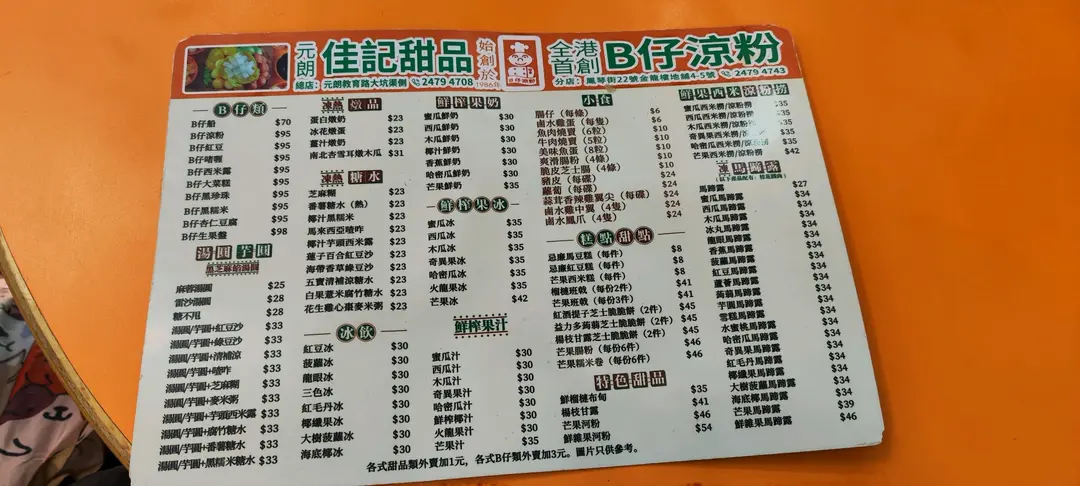 元朗 佳記甜品 始創於1986年
總店：元朗教育路大坑渠側 2479 4708
全港首創 B仔涼粉
分店：鳳琴街22號金龍樓地舖4-5號 2479 4743
B仔類
B仔船 $70
B仔涼粉 $95
B仔紅豆 $95
B仔啫喱 $95
B仔西米露 $95
B仔大菜糕 $95
B仔黑珍珠 $95
B仔黑糯米 $95
B仔杏仁豆腐 $95
B仔生果盤 $98
湯圓 芋圓
黑芝麻餡湯圓
麻蓉湯圓 $25
雷沙湯圓 $28
糖不甩 $28
湯圓/芋圓+紅豆沙 $33
湯圓/芋圓+綠豆沙 $33
湯圓/芋圓+清補涼 $33
湯圓/芋圓+喳咋 $33
湯圓/芋圓+芝麻糊 $33
湯圓/芋圓+麥米粥 $33
湯圓/芋圓+芋頭西米露 $33
湯圓/芋圓+腐竹糖水 $33
湯圓/芋圓+番薯糖水 $33
湯圓/芋圓+黑糯米糖水 $33
凍熱 燉品
蛋白燉奶 $23
冰花燉蛋 $23
薑汁燉奶 $23
南北杏雪耳燉木瓜 $31
凍熱 糖水
芝麻糊 $23
番薯糖水（熱） $23
椰汁黑糯米 $23
馬來西亞喳咋 $23
椰汁芋頭西米露 $23
蓮子百合紅豆沙 $23
海帶香草綠豆沙 $23
五寶清補涼糖水 $23
白果薏米腐竹糖水 $23
花生雞心棗麥米粥 $23
冰飲
紅豆冰 $30
菠蘿冰 $30
龍眼冰 $30
三色冰 $30
紅毛丹冰 $30
椰纖果冰 $30
大樹菠蘿冰 $30
海底椰冰 $30
鮮榨果奶
蜜瓜鮮奶 $30
西瓜鮮奶 $30
木瓜鮮奶 $30
椰汁鮮奶 $30
香蕉鮮奶 $30
哈密瓜鮮奶 $30
芒果鮮奶 $35
鮮榨果冰
蜜瓜冰 $35
西瓜冰 $35
木瓜冰 $35
奇異果冰 $35
哈密瓜冰 $35
火龍果冰 $35
芒果冰 $42
鮮榨果汁
蜜瓜汁 $30
西瓜汁 $30
木瓜汁 $30
奇異果汁 $30
哈密瓜汁 $30
鮮榨椰汁 $30
火龍果汁 $30
芒果汁 $35
小食
腸仔（每條） $6
鹵水雞蛋（每隻） $6
魚肉燒賣（6粒） $10
牛肉燒賣（5粒） $10
美味魚蛋（8粒） $10
爽滑腸粉（4條） $10
脆皮芝士腸（4條） $10
豬皮（每碟） $24
蘿蔔（每碟） $24
蒜茸香辣雞翼尖（每碟） $24
鹵水雞中翼（4隻） $24
鹵水鳳爪（4隻） $24
糕點甜點
忌廉馬豆糕（每件） $8
忌廉紅豆糕（每件） $8
芒果西米糕（每件） $8
榴槤班戟（每份2件） $41
芒果班戟（每份3件） $41
紅酒提子芝士脆脆餅（2件） $45
益力多蒟蒻芝士脆脆餅（2件） $45
楊枝甘露芝士脆脆餅（2件） $45
芒果腸粉（每份6件） $46
芒果糯米卷（每份6件） $46
特色甜品
鮮榴槤布甸 $35
楊枝甘露 $41
芒果河粉 $46
鮮雜果河粉 $54
鮮果西米涼粉撈
蜜瓜西米撈/涼粉撈 $35
西瓜西米撈/涼粉撈 $35
木瓜西米撈/涼粉撈 $35
奇異果西米撈/涼粉撈 $35
哈密瓜西米撈/涼粉撈 $35
芒果西米撈/涼粉撈 $42
凍馬蹄露
馬蹄露 $27
蜜瓜馬蹄露 $34
西瓜馬蹄露 $34
木瓜馬蹄露 $34
冰丸馬蹄露 $34
龍眼馬蹄露 $34
香蕉馬蹄露 $34
菠蘿馬蹄露 $34
紅豆馬蹄露 $34
蘆薈馬蹄露 $34
蒟蒻馬蹄露 $34
芋圓馬蹄露 $34
雪糕馬蹄露 $34
水蜜桃馬蹄露 $34
哈密瓜馬蹄露 $34
奇異果馬蹄露 $34
紅毛丹馬蹄露 $34
椰纖果馬蹄露 $34
大樹菠蘿馬蹄露 $34
海底椰馬蹄露 $34
芒果馬蹄露 $39
鮮雜果馬蹄露 $46
各式甜品類外賣加1元，各式B仔類外賣加3元。圖片只供參考。